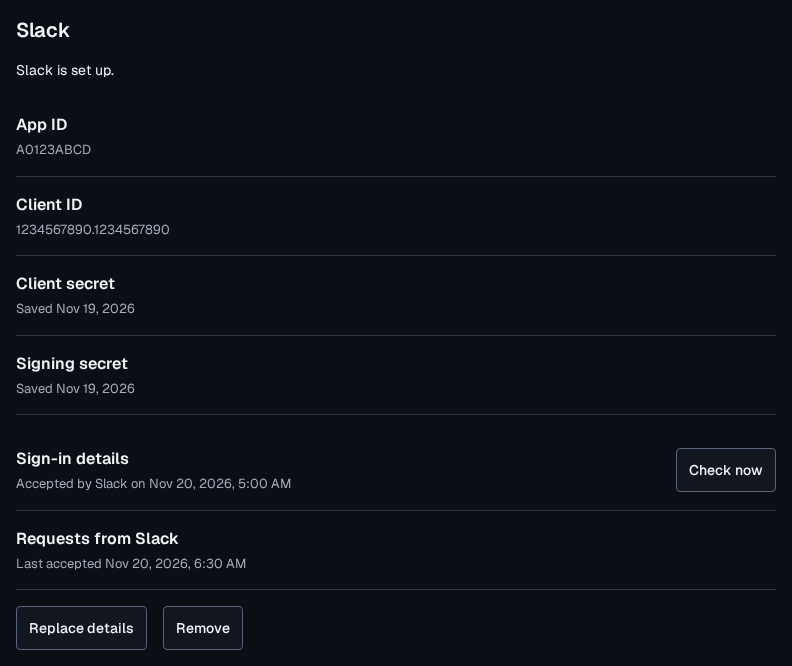 Slack
Slack is set up.
App ID
A0123ABCD
Client ID
1234567890.1234567890
Client secret
Saved Nov 19, 2026
Signing secret
Saved Nov 19, 2026
Sign-in details
Accepted by Slack on Nov 20, 2026, 5:00 AM
Check now
Requests from Slack
Last accepted Nov 20, 2026, 6:30 AM
Replace details
Remove